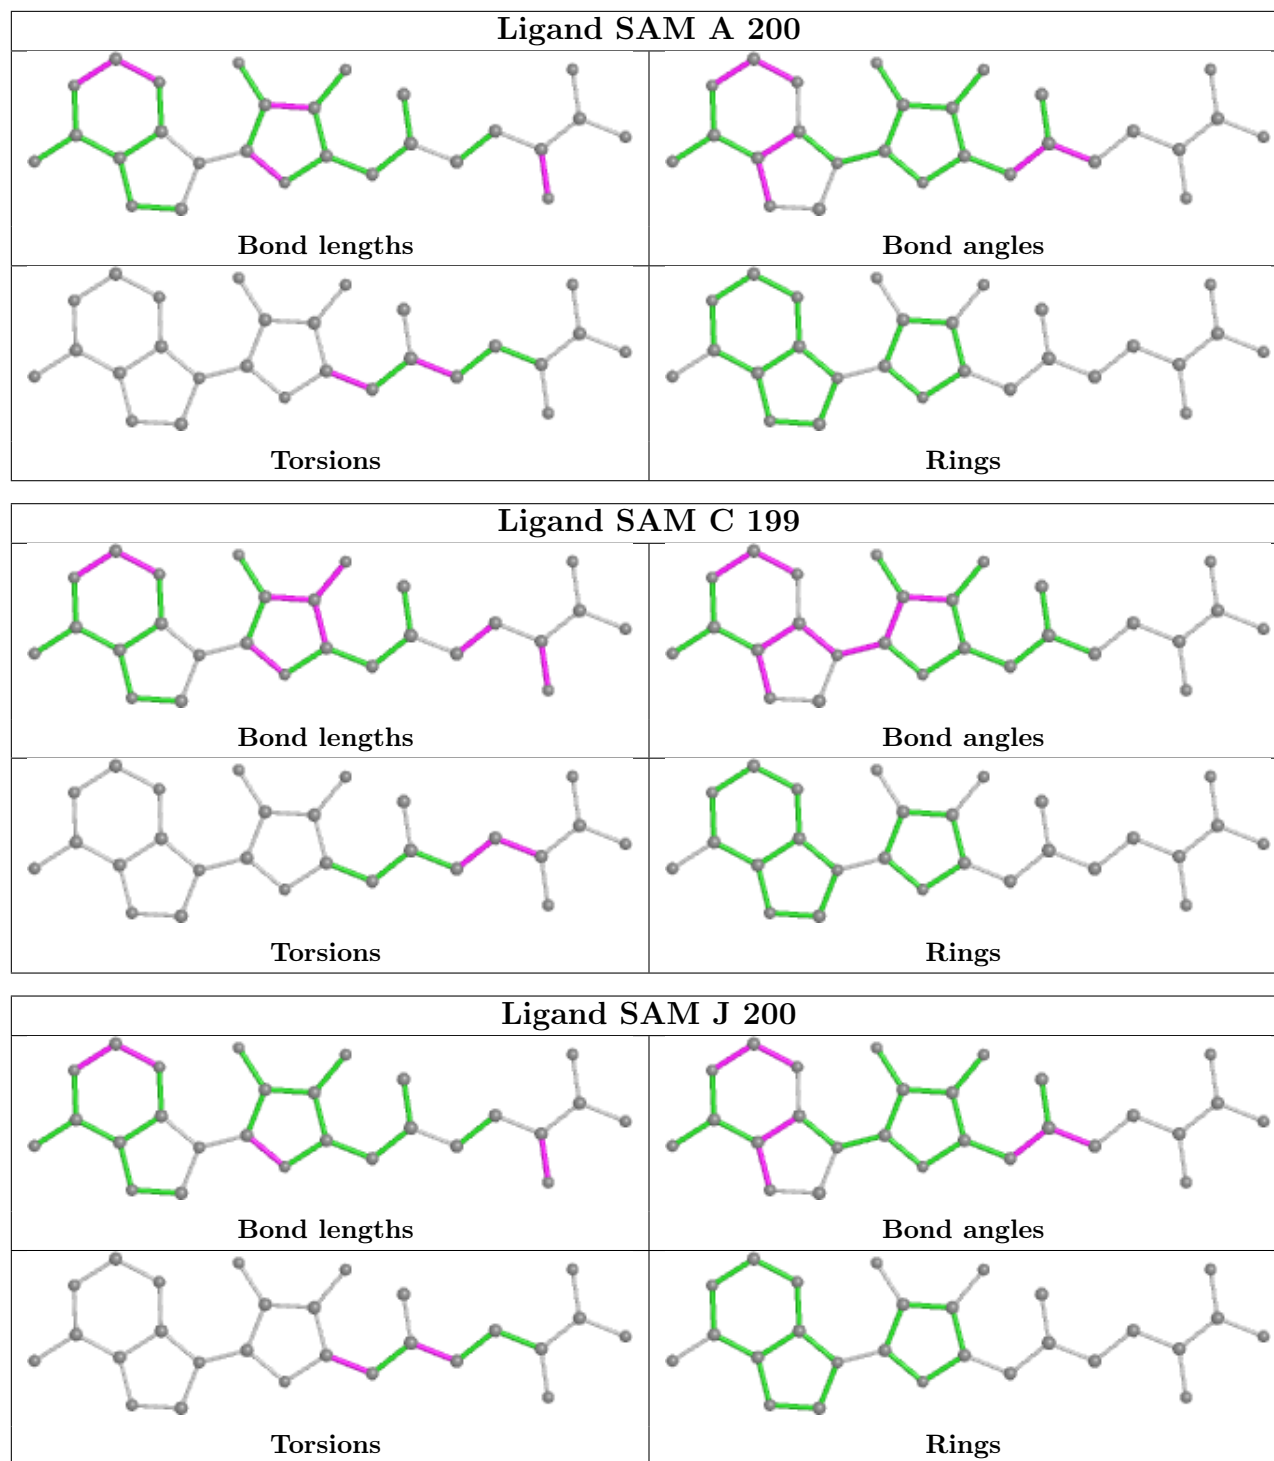 Ligand SAM A 200
Bond lengths
Bond angles
Torsions
Rings
Ligand SAM C 199
Bond lengths
Bond angles
Torsions
Rings
Ligand SAM J 200
Bond lengths
Bond angles
Torsions
Rings